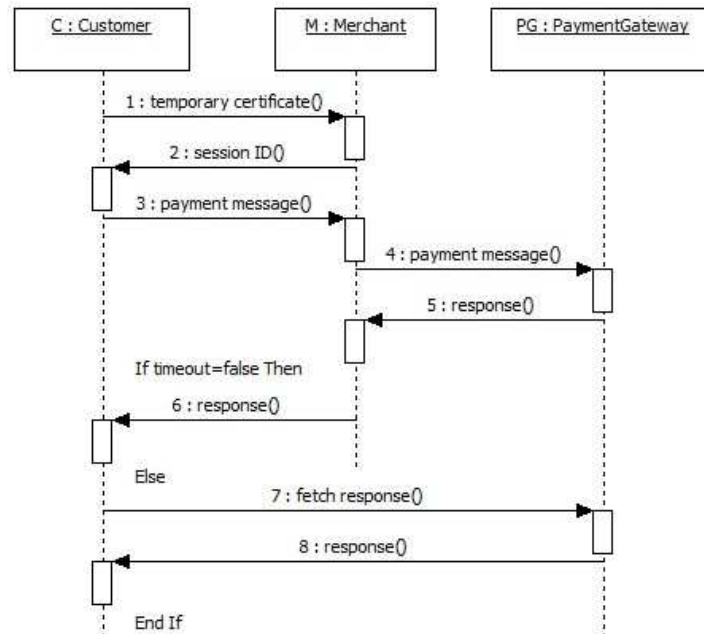 C : Customer
M : Merchant
PG : PaymentGateway
1 : temporary certificate()
2 : session ID()
3 : payment message()
4 : payment message()
5 : response()
If timeout=false Then
6 : response()
Else
7 : fetch response()
8 : response()
End If